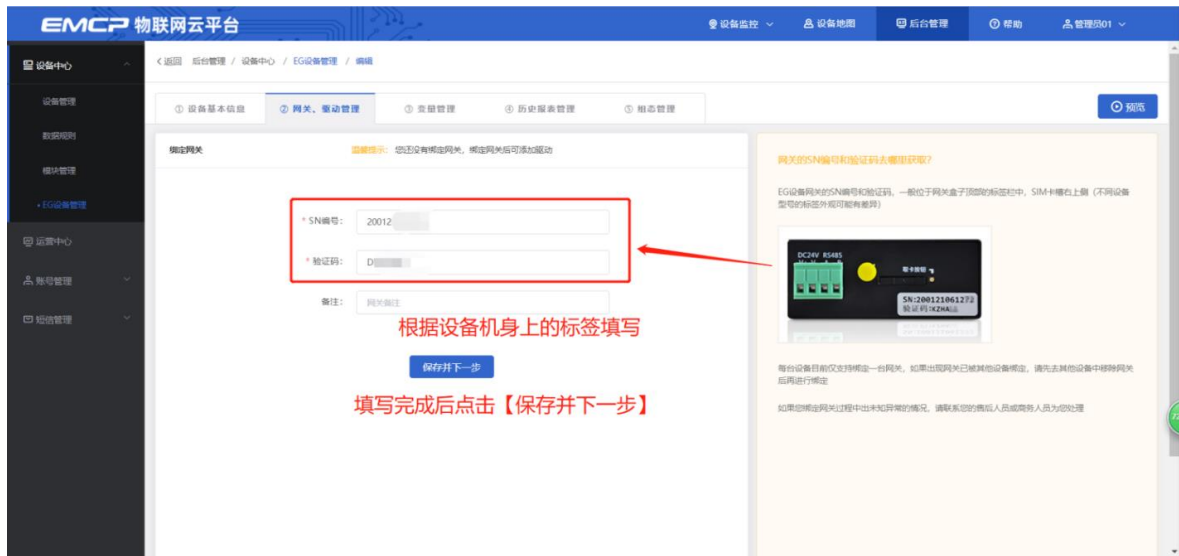 EMCP 物联网云平台
设备监控
设备地图
后台管理
帮助
管理员01
设备中心
设备管理
数据规则
模块管理
• EG设备管理
运营中心
账号管理
短信管理
< 返回 后台管理 / 设备中心 / EG设备管理 / 编辑
① 设备基本信息
② 网关、驱动管理
③ 变量管理
④ 历史报表管理
⑤ 组态管理
预览
绑定网关
温馨提示: 您还没有绑定网关, 绑定网关后可添加驱动
* SN编号: 20012
* 验证码: D
备注: 网关备注
根据设备机身上的标签填写
保存并下一步
填写完成后点击【保存并下一步】
网关的SN编号和验证码去哪里获取?
EG设备网关的SN编号和验证码, 一般位于网关盒子顶部的标签栏中, SIM卡槽右上侧 (不同设备
型号的标签外观可能有差异)
DC24V RS485
SN:200121061272
验证码:KZHA
每台设备目前仅支持绑定一台网关, 如果出现网关已被其他设备绑定, 请先去其他设备中移除网关
后再进行绑定
如果您绑定网关过程中出未知异常的情况, 请联系您的售后人员或商务人员为您处理